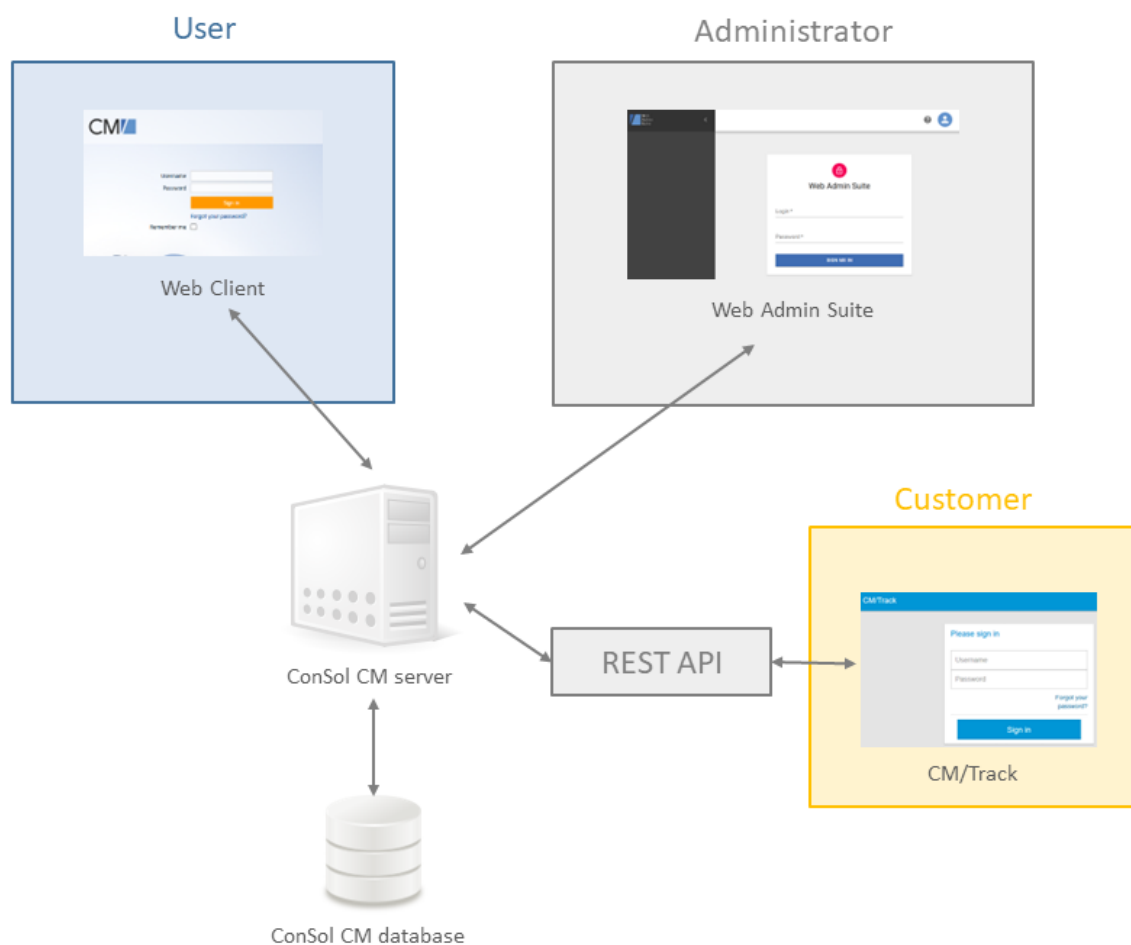 User
Administrator
CM
Username
Password
Sign in
Forgot your password?
Remember me
Web Client
Web Admin Suite
Login *
Password *
SIGN ME IN
Web Admin Suite
Customer
CM/Track
Please sign in
Username
Password
Forgot your
password?
Sign in
CM/Track
REST API
ConSol CM server
ConSol CM database